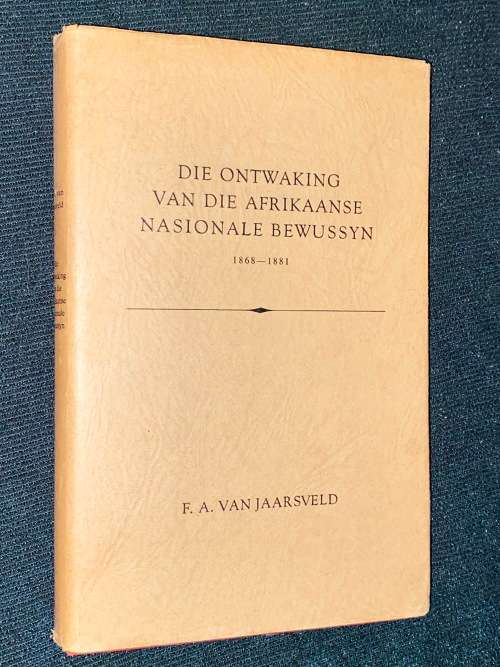 DIE ONTWAKING
VAN DIE AFRIKAANSE
NASIONALE BEWUSSYN
1868—1881
F. A. VAN JAARSVELD